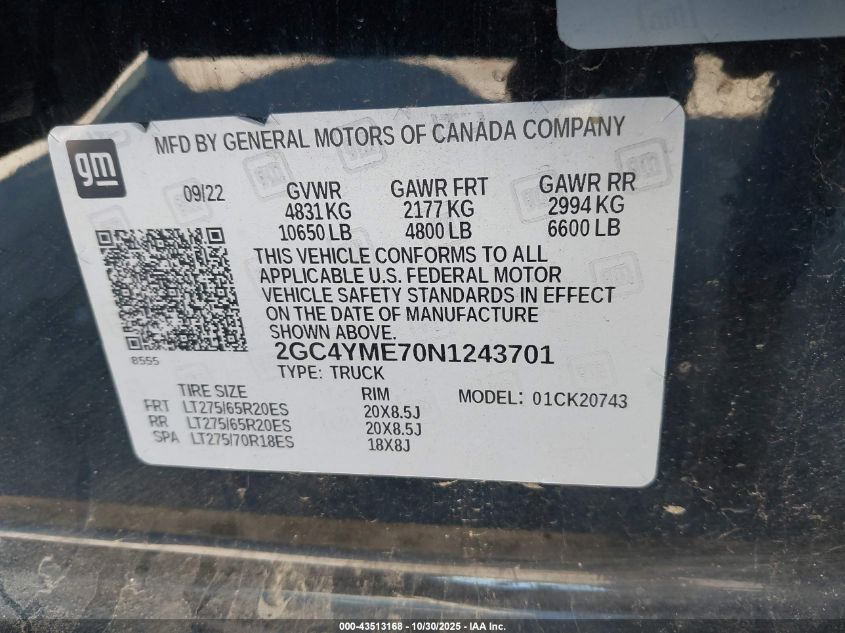 gm
MFD BY GENERAL MOTORS OF CANADA COMPANY
09/22 GVWR GAWR FRT GAWR RR
4831 KG 2177 KG 2994 KG
10650 LB 4800 LB 6600 LB
THIS VEHICLE CONFORMS TO ALL
APPLICABLE U.S. FEDERAL MOTOR
VEHICLE SAFETY STANDARDS IN EFFECT
ON THE DATE OF MANUFACTURE
SHOWN ABOVE.
8555
2GC4YME70N1243701
TYPE: TRUCK
TIRE SIZE RIM MODEL: 01CK20743
FRT LT275/65R20ES 20X8.5J
RR LT275/65R20ES 20X8.5J
SPA LT275/70R18ES 18X8J
000-43513168 - 10/30/2025 - IAA Inc.